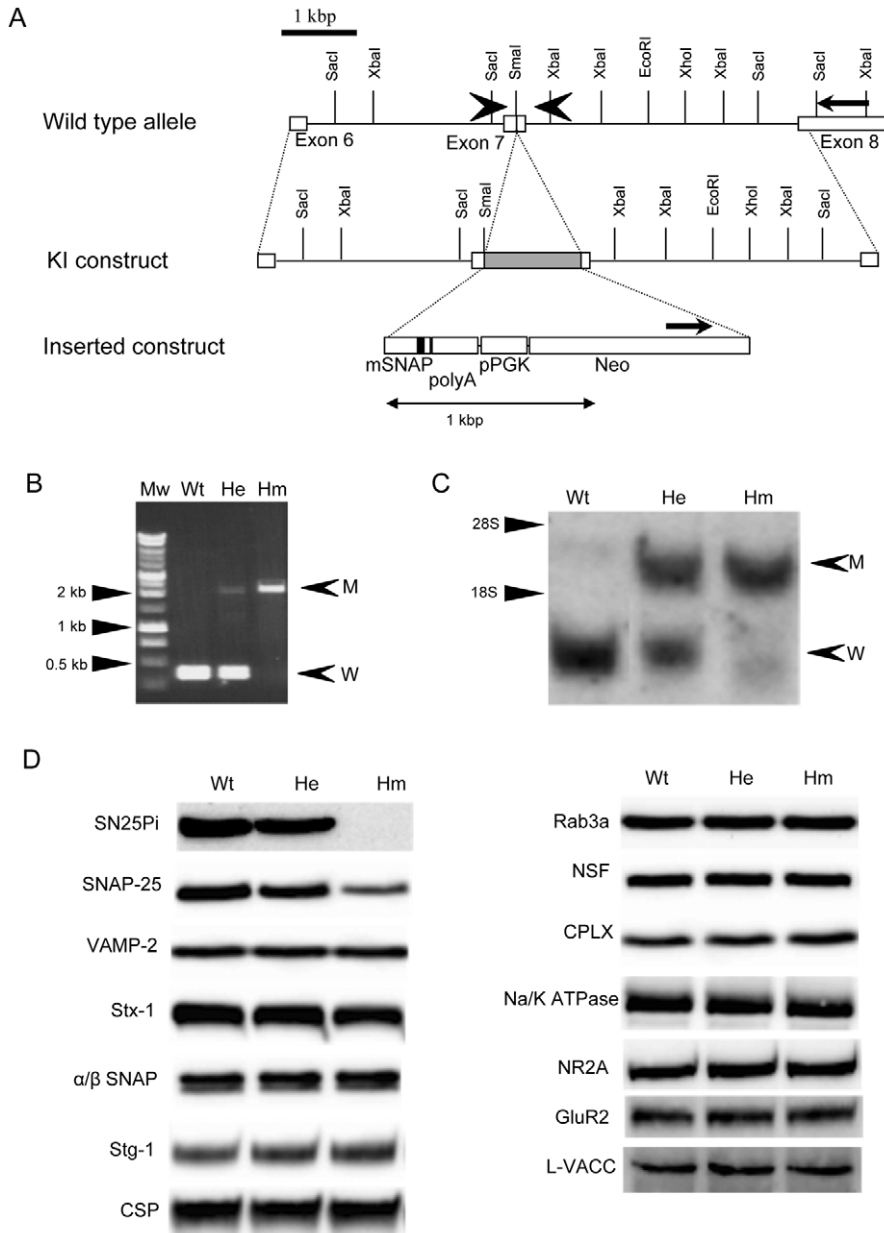 A
1 kbp
SacI
XbaI
SacI
SmaI
XbaI
XbaI
EcoRI
XhoI
XbaI
SacI
SacI
XbaI
Wild type allele
Exon 6
Exon 7
Exon 8
SacI
XbaI
SacI
SmaI
XbaI
XbaI
EcoRI
XhoI
XbaI
SacI
KI construct
Inserted construct
mSNAP
polyA
pPGK
Neo
1 kbp
B
Mw Wt He Hm
2 kb
1 kb
0.5 kb
M
W
C
Wt He Hm
28S
18S
M
W
D
Wt He Hm
SN25Pi
SNAP-25
VAMP-2
Stx-1
α/β SNAP
Stg-1
CSP
Wt He Hm
Rab3a
NSF
CPLX
Na/K ATPase
NR2A
GluR2
L-VACC